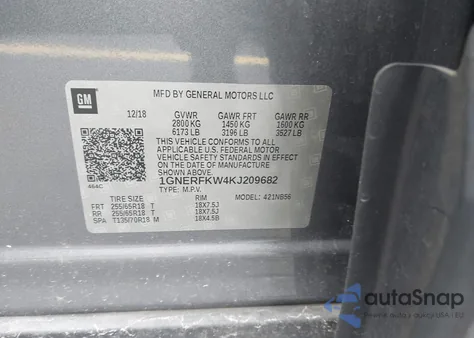 GM
MFD BY GENERAL MOTORS LLC
12/18 GVWR GAWR FRT GAWR RR
2800 KG 1450 KG 1600 KG
6173 LB 3196 LB 3527 LB
THIS VEHICLE CONFORMS TO ALL
APPLICABLE U.S. FEDERAL MOTOR
VEHICLE SAFETY STANDARDS IN EFFECT
ON THE DATE OF MANUFACTURE
SHOWN ABOVE.
1GNERFKW4KJ209682
464C
TYPE: M.P.V. MODEL: 421NB56
TIRE SIZE RIM
FRT 255/65R18 T 18X7.5J
RR 255/65R18 T 18X7.5J
SPA T135/70R18 M 18X4.5B
autoSnap